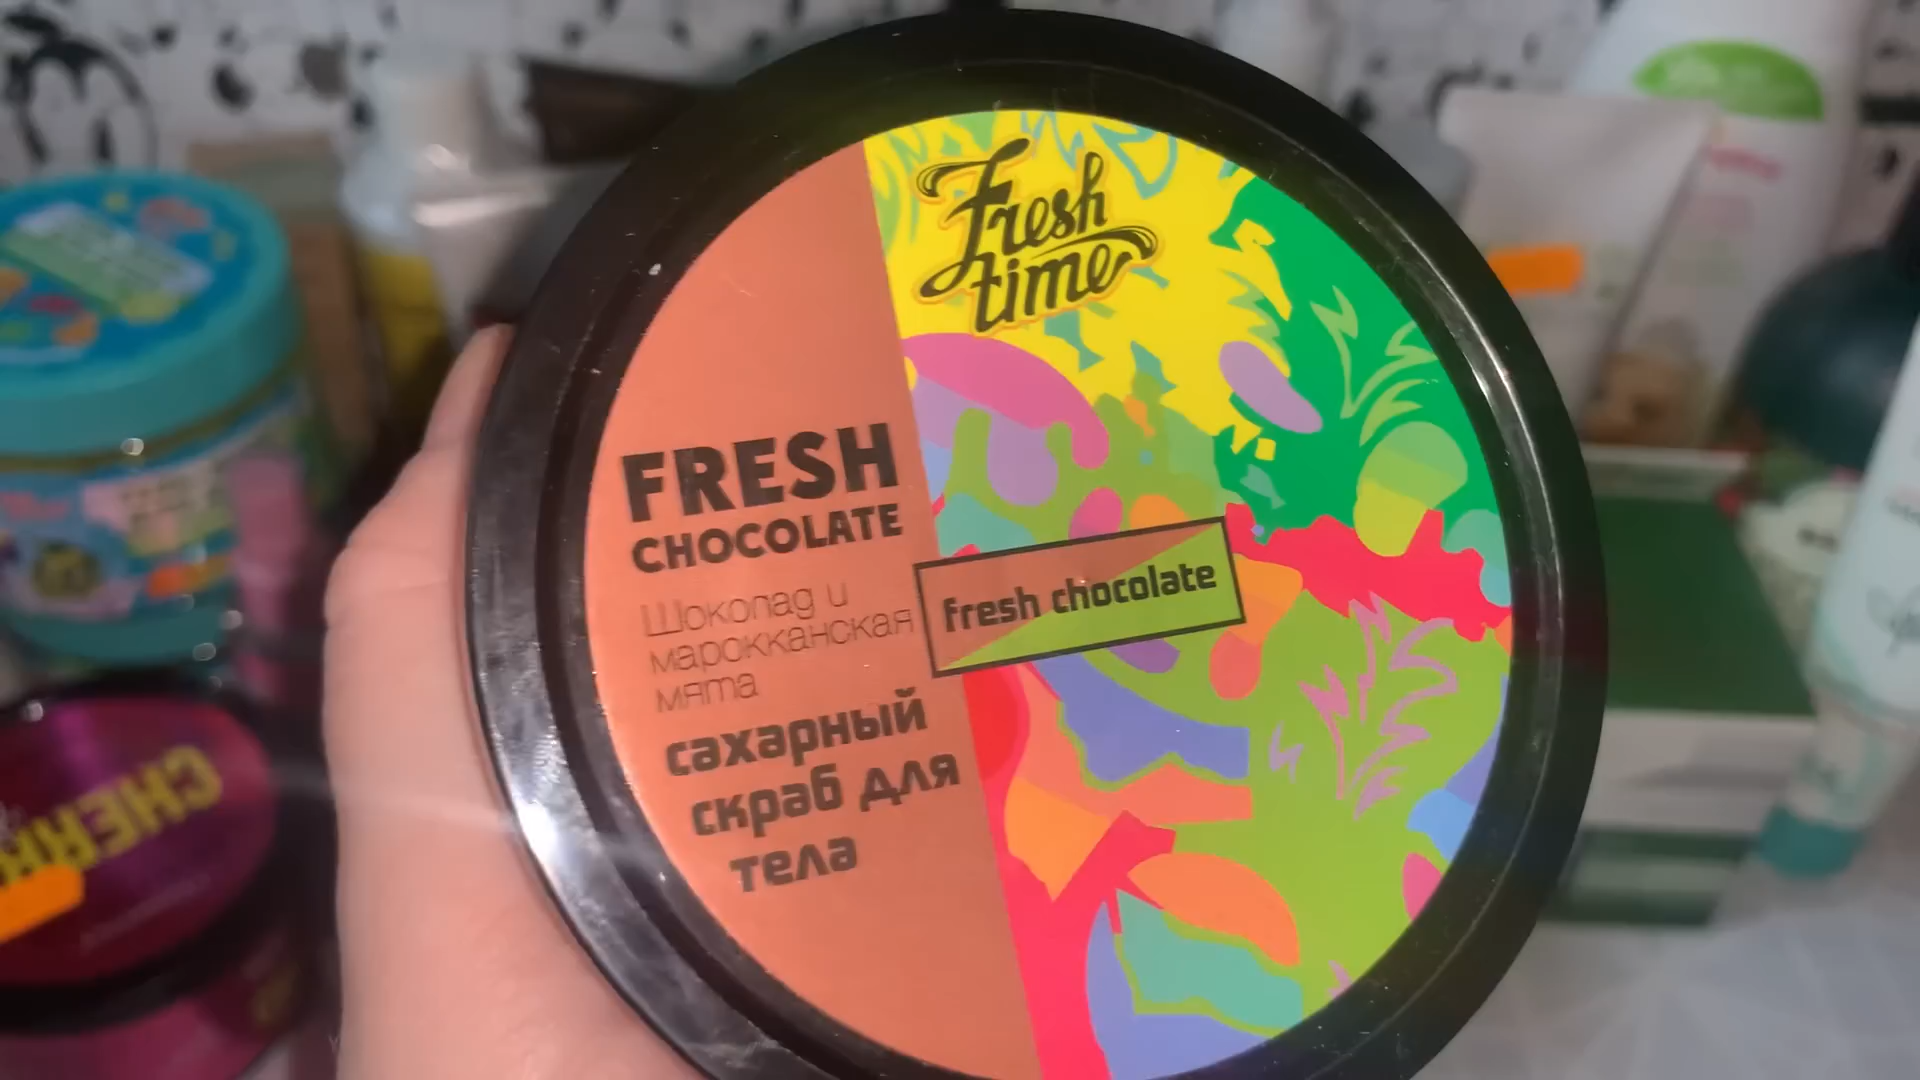 Fresh
time
FRESH
CHOCOLATE
Шоколад и
марокканская
мята
сахарный
скраб для
тела
fresh chocolate